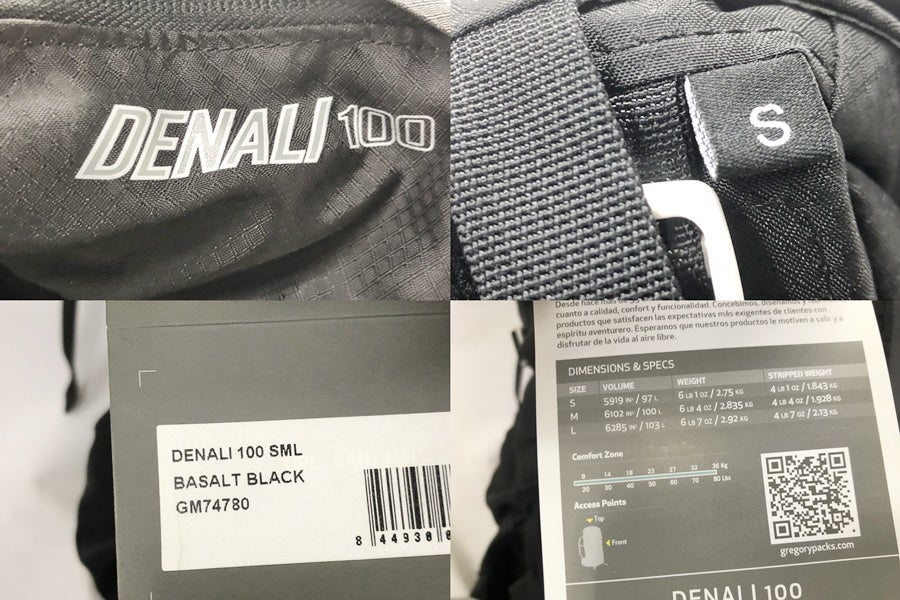 DENALI 100
S
DENALI 100 SML
BASALT BLACK
GM74780
8 44930
Desde hace más de
cuanto a calidad, confort y funcionalidad. Concebimos, diseñamos y
productos que satisfacen las expectativas más exigentes de clientes con
espíritu aventurero. Esperamos que nuestros productos le motiven a salir y a
disfrutar de la vida al aire libre.
DIMENSIONS & SPECS
SIZE VOLUME WEIGHT STRIPPED WEIGHT
S 5919 IN³ / 97 L 6 LB 1 OZ / 2.75 KG 4 LB 1 OZ / 1.843 KG
M 6102 IN³ / 100 L 6 LB 4 OZ / 2.835 KG 4 LB 4 OZ / 1.928 KG
L 6285 IN³ / 103 L 6 LB 7 OZ / 2.92 KG 4 LB 7 OZ / 2.13 KG
Comfort Zone
9 14 18 23 27 32 36 Kg
20 30 40 50 60 70 80 Lbs
Access Points
Top
Front
gregorypacks.com
DENALI 100